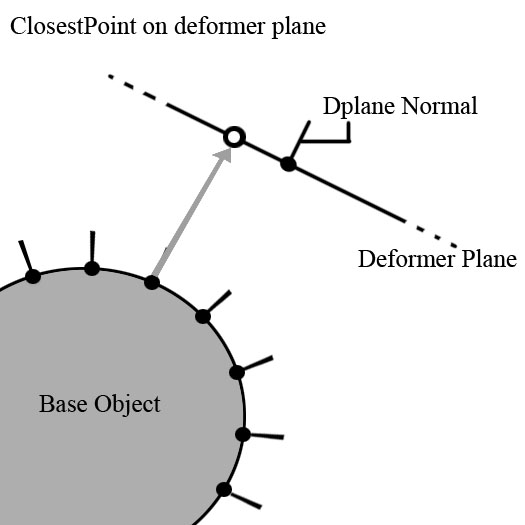 ClosestPoint on deformer plane
Dplane Normal
Deformer Plane
Base Object